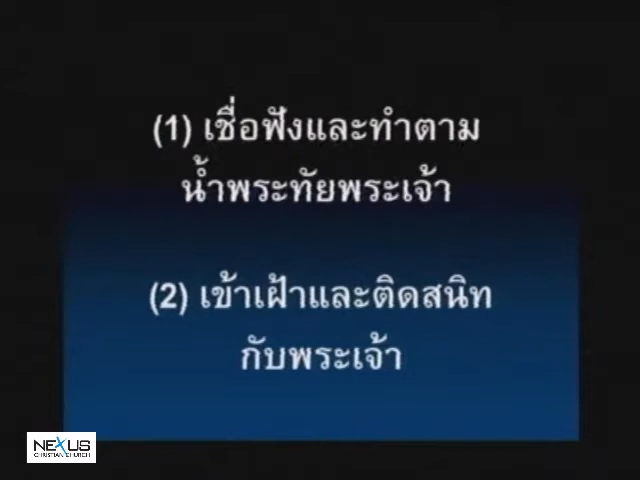 (1) เชื่อฟังและทำตาม
น้ำพระทัยพระเจ้า
(2) เข้าเฝ้าและติดสนิท
กับพระเจ้า
NEXUS
CHRISTIAN CHURCH